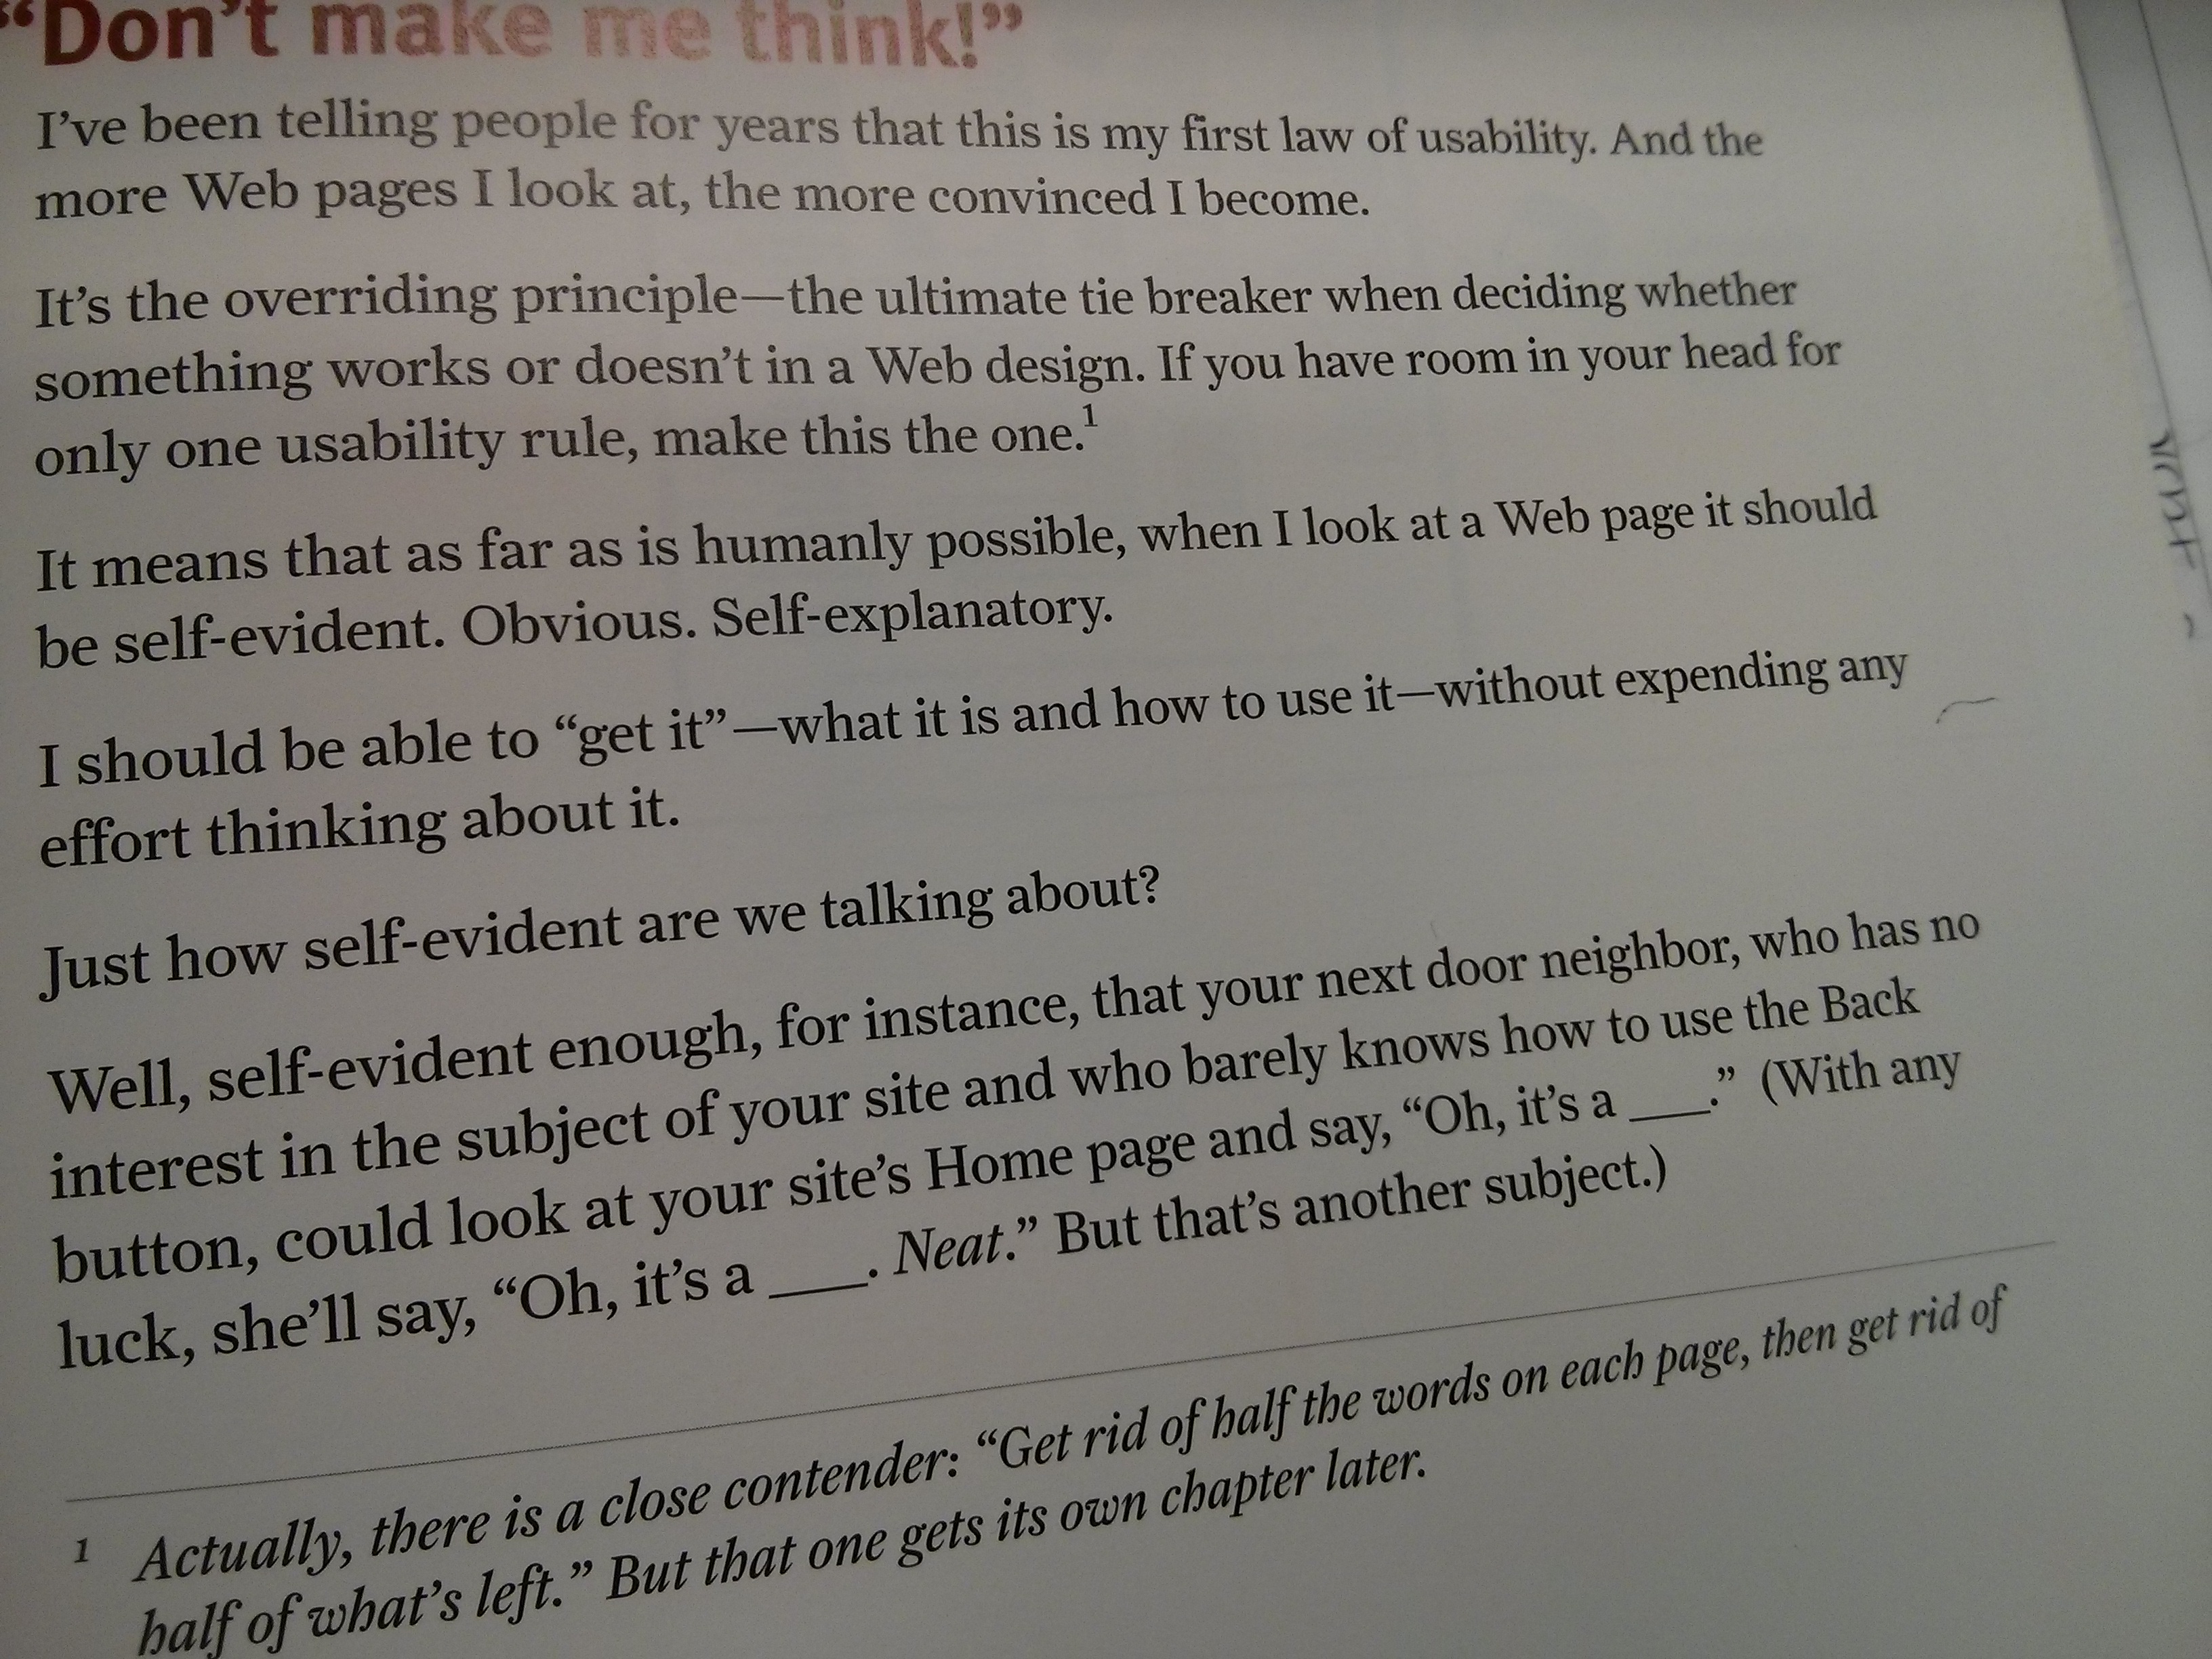 “Don’t make me think!”
I’ve been telling people for years that this is my first law of usability. And the
more Web pages I look at, the more convinced I become.
It’s the overriding principle—the ultimate tie breaker when deciding whether
something works or doesn’t in a Web design. If you have room in your head for
only one usability rule, make this the one.¹
It means that as far as is humanly possible, when I look at a Web page it should
be self-evident. Obvious. Self-explanatory.
I should be able to “get it”—what it is and how to use it—without expending any
effort thinking about it.
Just how self-evident are we talking about?
Well, self-evident enough, for instance, that your next door neighbor, who has no
interest in the subject of your site and who barely knows how to use the Back
button, could look at your site’s Home page and say, “Oh, it’s a ___.” (With any
luck, she’ll say, “Oh, it’s a ___. Neat.” But that’s another subject.)
1 Actually, there is a close contender: “Get rid of half the words on each page, then get rid of
half of what’s left.” But that one gets its own chapter later.